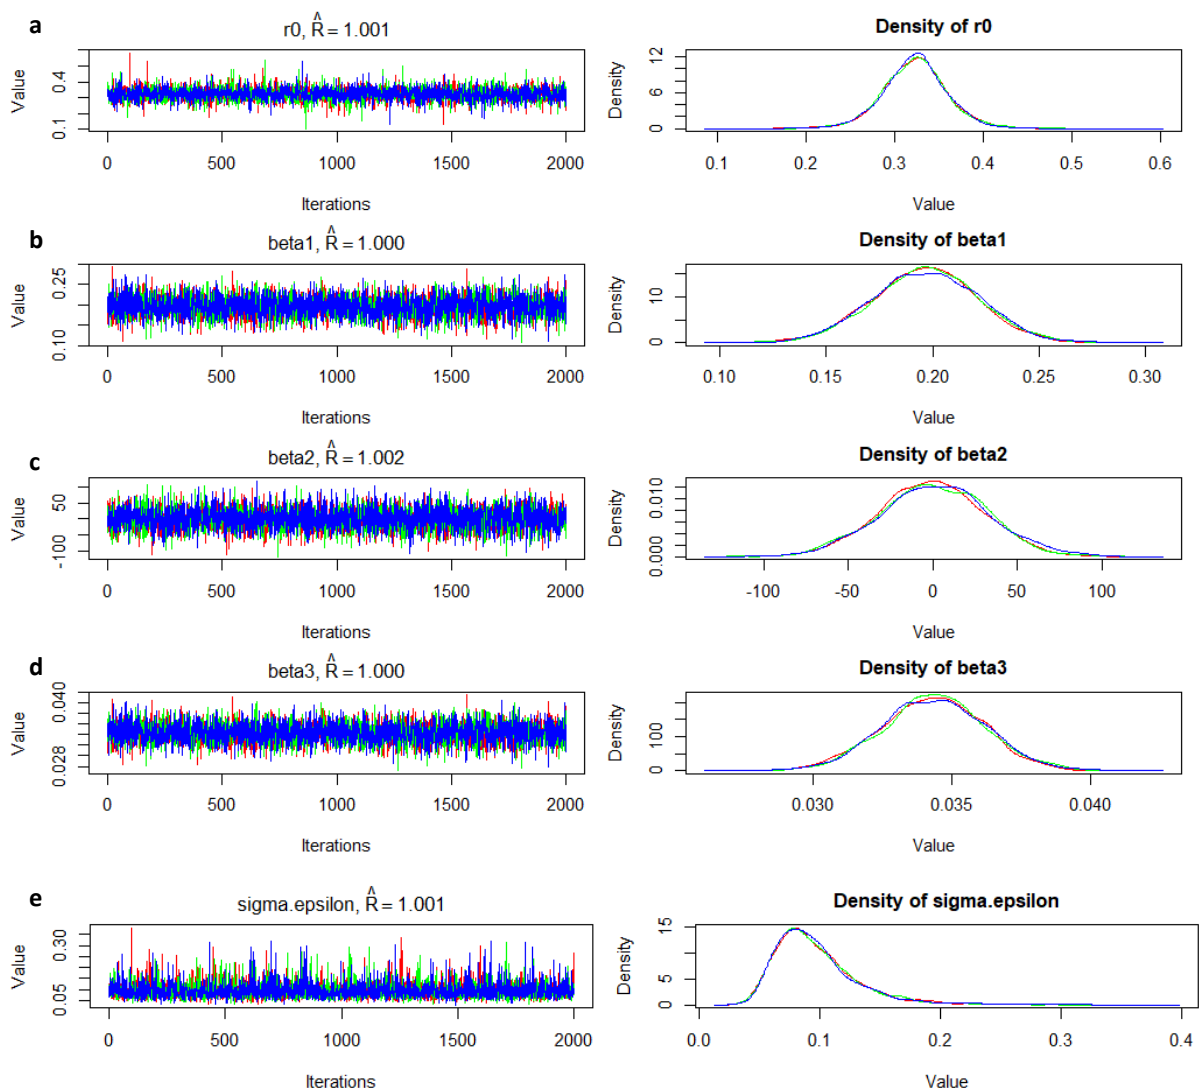 a
r0, R̂ = 1.001
Density of r0
Value
0.4
0.1
0 500 1000 1500 2000
Iterations
Density
12
6
0
0.1 0.2 0.3 0.4 0.5 0.6
Value
b
beta1, R̂ = 1.000
Density of beta1
Value
0.25
0.10
0 500 1000 1500 2000
Iterations
Density
10
0
0.10 0.15 0.20 0.25 0.30
Value
c
beta2, R̂ = 1.002
Density of beta2
Value
50
-100
0 500 1000 1500 2000
Iterations
Density
0.010
0.000
-100 -50 0 50 100
Value
d
beta3, R̂ = 1.000
Density of beta3
Value
0.040
0.028
0 500 1000 1500 2000
Iterations
Density
100
0
0.030 0.035 0.040
Value
e
sigma.epsilon, R̂ = 1.001
Density of sigma.epsilon
Value
0.30
0.05
0 500 1000 1500 2000
Iterations
Density
15
5
0
0.0 0.1 0.2 0.3 0.4
Value